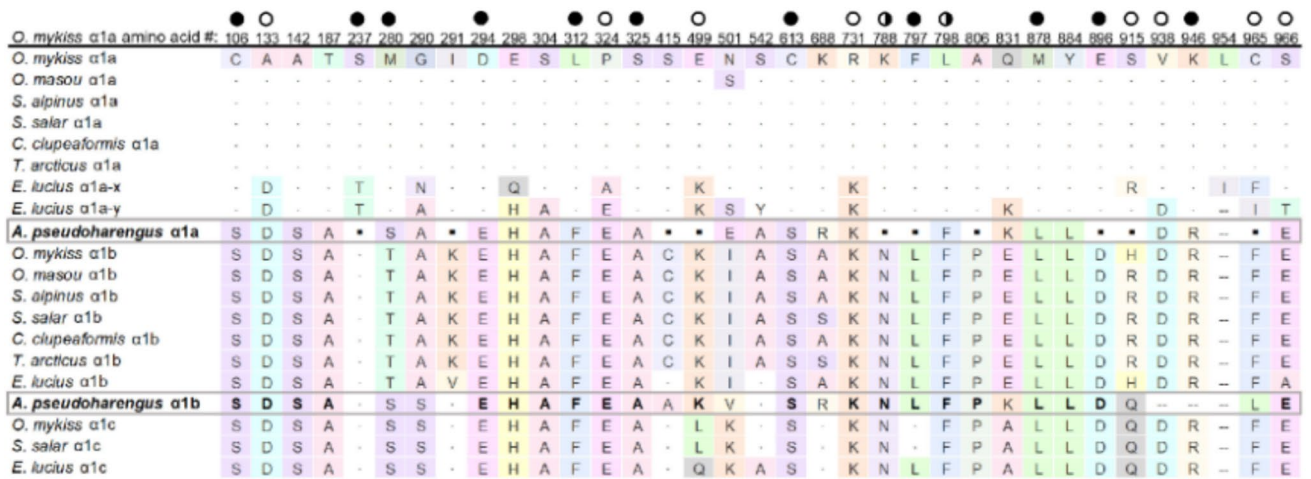 O. mykiss α1a amino acid #: 106 133 142 187 237 280 290 291 294 298 304 312 324 325 415 499 501 542 613 688 731 788 797 798 806 831 878 884 896 915 938 946 954 965 966
O. mykiss α1a C A A T S M G I D E S L P S S E N S C K R K F L A Q M Y E S V K L C S
O. masou α1a · · · · · · · · · · · · · · · · S · · · · · · · · · · · · · · · · · ·
S. alpinus α1a · · · · · · · · · · · · · · · · · · · · · · · · · · · · · · · · · · ·
S. salar α1a · · · · · · · · · · · · · · · · · · · · · · · · · · · · · · · · · · ·
C. clupeaformis α1a · · · · · · · · · · · · · · · · · · · · · · · · · · · · · · · · · · ·
T. arcticus α1a · · · · · · · · · · · · · · · · · · · · · · · · · · · · · · · · · · ·
E. lucius α1a-x · D · · T · N · · Q · · A · · K · · · · K · · · · · · · · R · · I F ·
E. lucius α1a-y · D · · T · A · · H A · E · · K S Y · · K · · · · K · · · · D · – I T
A. pseudoharengus α1a S D S A ▪ S A ▪ E H A F E A ▪ ▪ E A S R K ▪ ▪ F ▪ K L L ▪ ▪ D R – ▪ E
O. mykiss α1b S D S A · T A K E H A F E A C K I A S A K N L F P E L L D H D R – F E
O. masou α1b S D S A · T A K E H A F E A C K I A S A K N L F P E L L D R D R – F E
S. alpinus α1b S D S A · T A K E H A F E A C K I A S A K N L F P E L L D R D R – F E
S. salar α1b S D S A · T A K E H A F E A C K I A S S K N L F P E L L D R D R – F E
C. clupeaformis α1b S D S A · T A K E H A F E A C K I A S A K N L F P E L L D R D R – F E
T. arcticus α1b S D S A · T A K E H A F E A C K I A S S K N L F P E L L D R D R – F E
E. lucius α1b S D S A · T A V E H A F E A · K I · S A K N L F P E L L D H D R – F A
A. pseudoharengus α1b S D S A · S S · E H A F E A A K V · S R K N L F P K L L D Q – – – L E
O. mykiss α1c S D S A · S S · E H A F E A · L K · S · K N · F P A L L D Q D R – F E
S. salar α1c S D S A · S S · E H A F E A · L K · S · K N · F P A L L D Q D R – F E
E. lucius α1c S D S A · S S · E H A F E A · Q K A S · K N L F P A L L D Q D R – F E